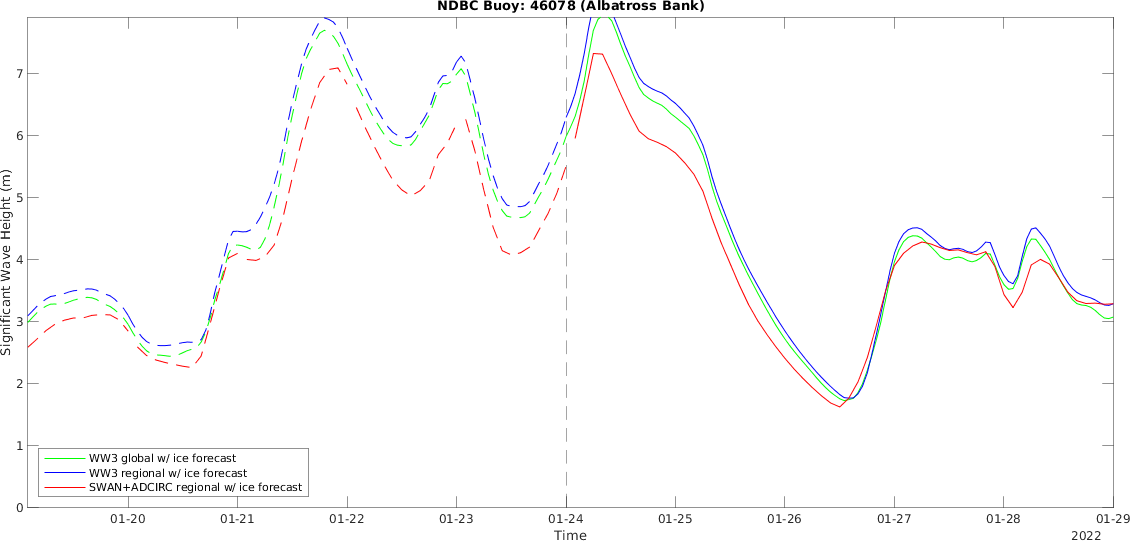 NDBC Buoy: 46078 (Albatross Bank)
Significant Wave Height (m)
7
6
5
4
3
2
1
0
WW3 global w/ ice forecast
WW3 regional w/ ice forecast
SWAN+ADCIRC regional w/ ice forecast
01-20 01-21 01-22 01-23 01-24 01-25 01-26 01-27 01-28 01-29
Time
2022